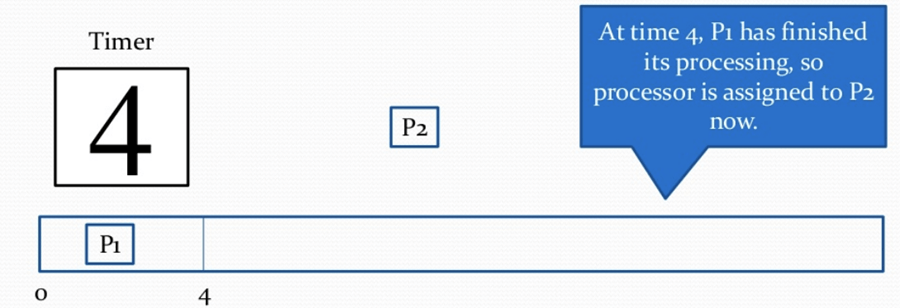 Timer
4
P2
At time 4, P1 has finished
its processing, so
processor is assigned to P2
now.
P1
0
4